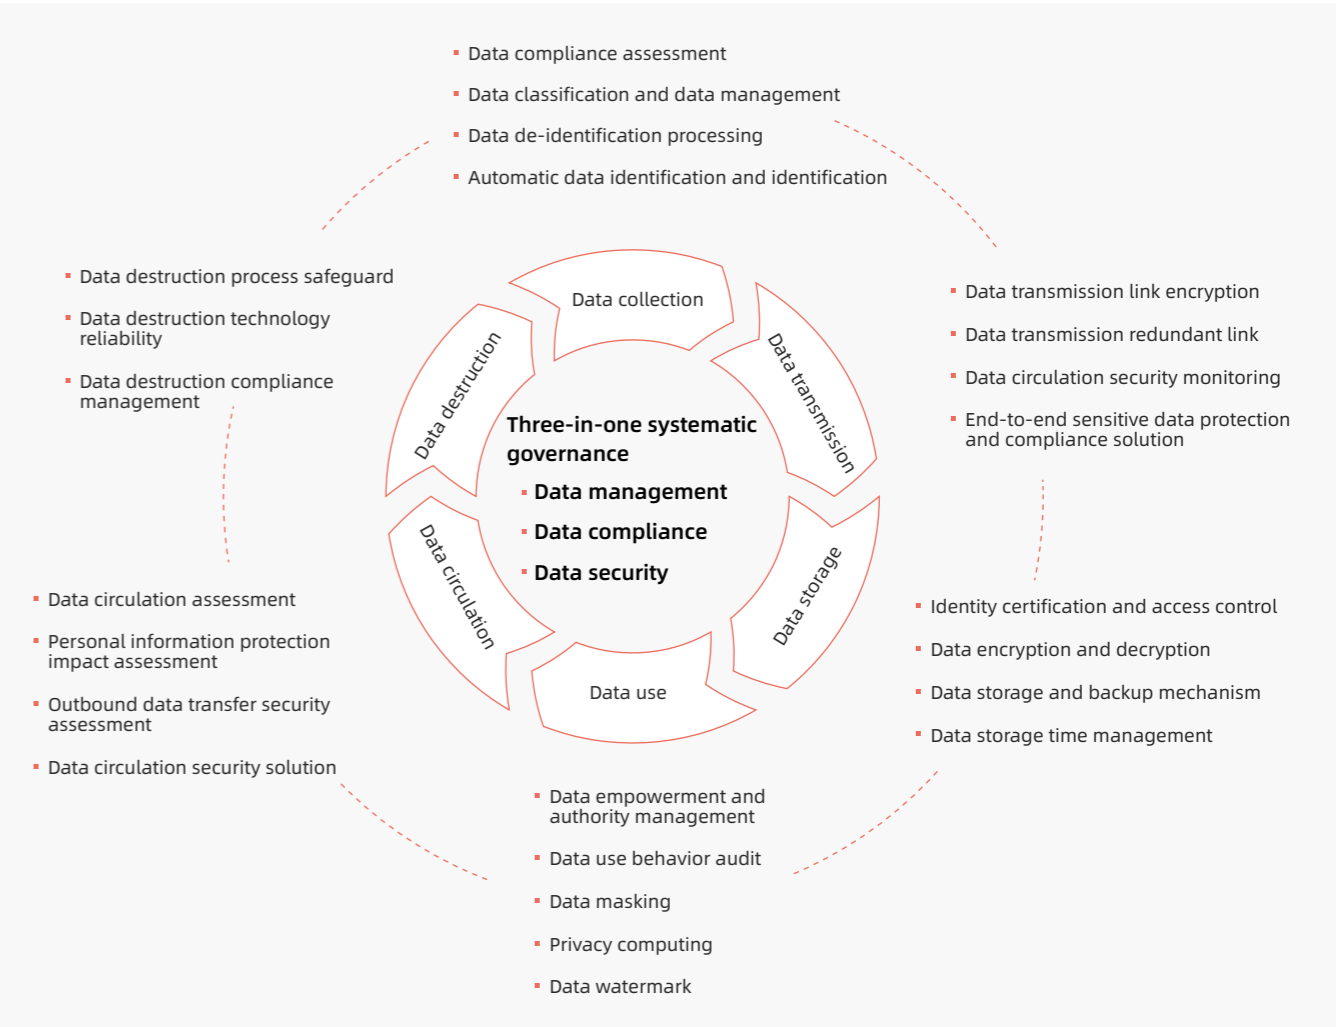 Data compliance assessment
Data classification and data management
Data de-identification processing
Automatic data identification and identification
Data transmission link encryption
Data transmission redundant link
Data circulation security monitoring
End-to-end sensitive data protection
and compliance solution
Identity certification and access control
Data encryption and decryption
Data storage and backup mechanism
Data storage time management
Data empowerment and
authority management
Data use behavior audit
Data masking
Privacy computing
Data watermark
Data circulation assessment
Personal information protection
impact assessment
Outbound data transfer security
assessment
Data circulation security solution
Data destruction process safeguard
Data destruction technology
reliability
Data destruction compliance
management
Data collection
Data transmission
Data storage
Data use
Data circulation
Data destruction
Three-in-one systematic
governance
Data management
Data compliance
Data security